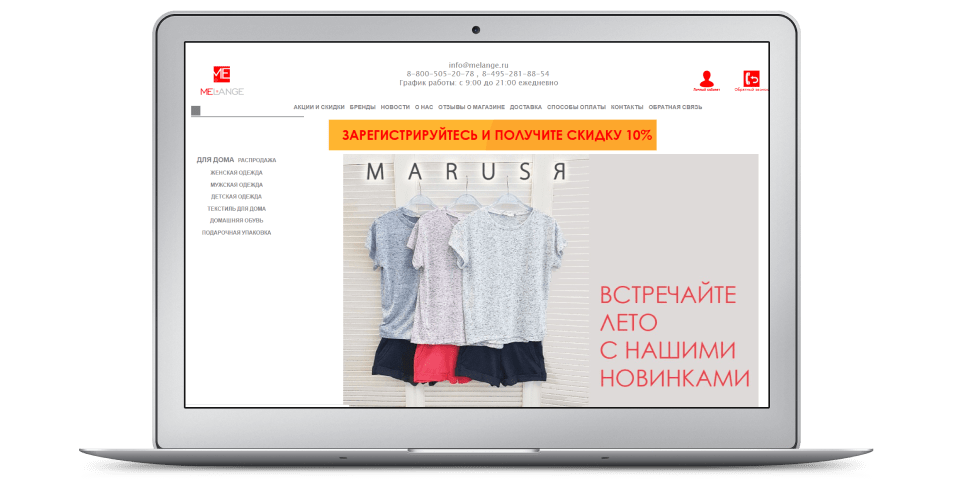 info@melange.ru
8-800-505-20-78 , 8-495-281-88-54
График работы: с 9:00 до 21:00 ежедневно
ME
MELANGE
Личный кабинет
Обратный звонок
АКЦИИ И СКИДКИ БРЕНДЫ НОВОСТИ О НАС ОТЗЫВЫ О МАГАЗИНЕ ДОСТАВКА СПОСОБЫ ОПЛАТЫ КОНТАКТЫ ОБРАТНАЯ СВЯЗЬ
ЗАРЕГИСТРИРУЙТЕСЬ И ПОЛУЧИТЕ СКИДКУ 10%
ДЛЯ ДОМА РАСПРОДАЖА
ЖЕНСКАЯ ОДЕЖДА
МУЖСКАЯ ОДЕЖДА
ДЕТСКАЯ ОДЕЖДА
ТЕКСТИЛЬ ДЛЯ ДОМА
ДОМАШНЯЯ ОБУВЬ
ПОДАРОЧНАЯ УПАКОВКА
MARUSЯ
ВСТРЕЧАЙТЕ
ЛЕТО
С НАШИМИ
НОВИНКАМИ